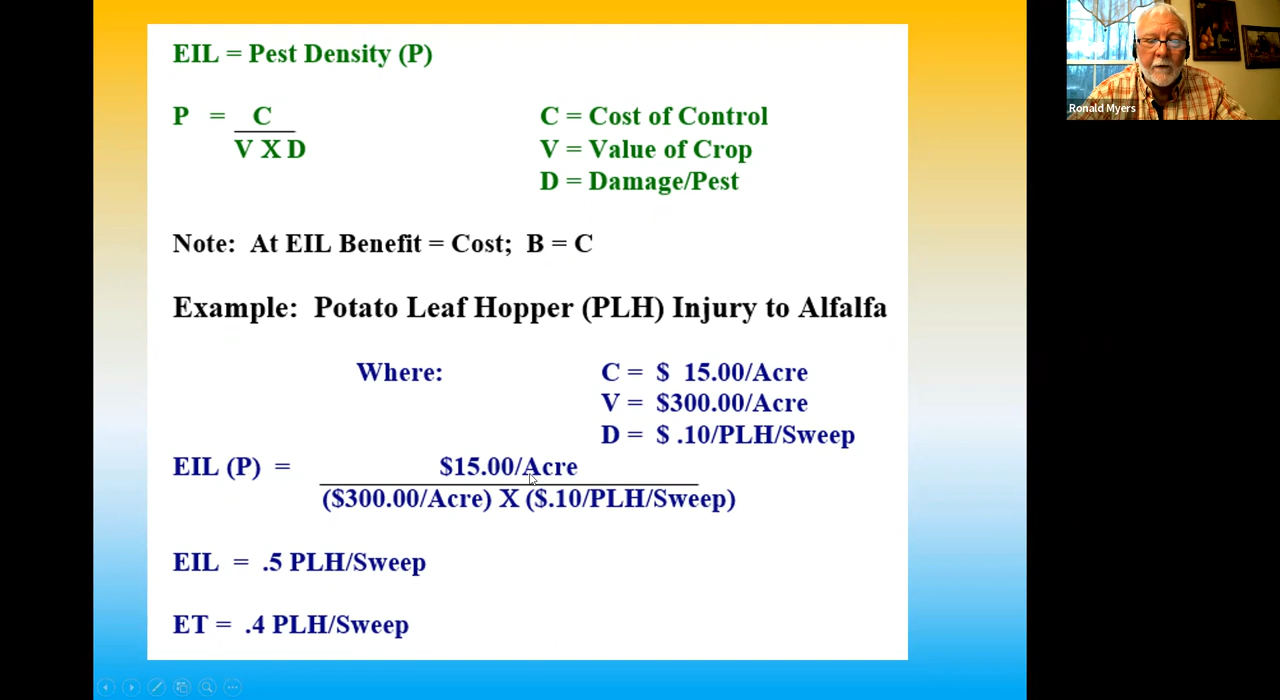 EIL = Pest Density (P)
P = C
V X D
C = Cost of Control
V = Value of Crop
D = Damage/Pest
Note: At EIL Benefit = Cost; B = C
Example: Potato Leaf Hopper (PLH) Injury to Alfalfa
Where:
C = $ 15.00/Acre
V = $300.00/Acre
D = $ .10/PLH/Sweep
EIL (P) = $15.00/Acre
($300.00/Acre) X ($.10/PLH/Sweep)
EIL = .5 PLH/Sweep
ET = .4 PLH/Sweep
Ronald Myers